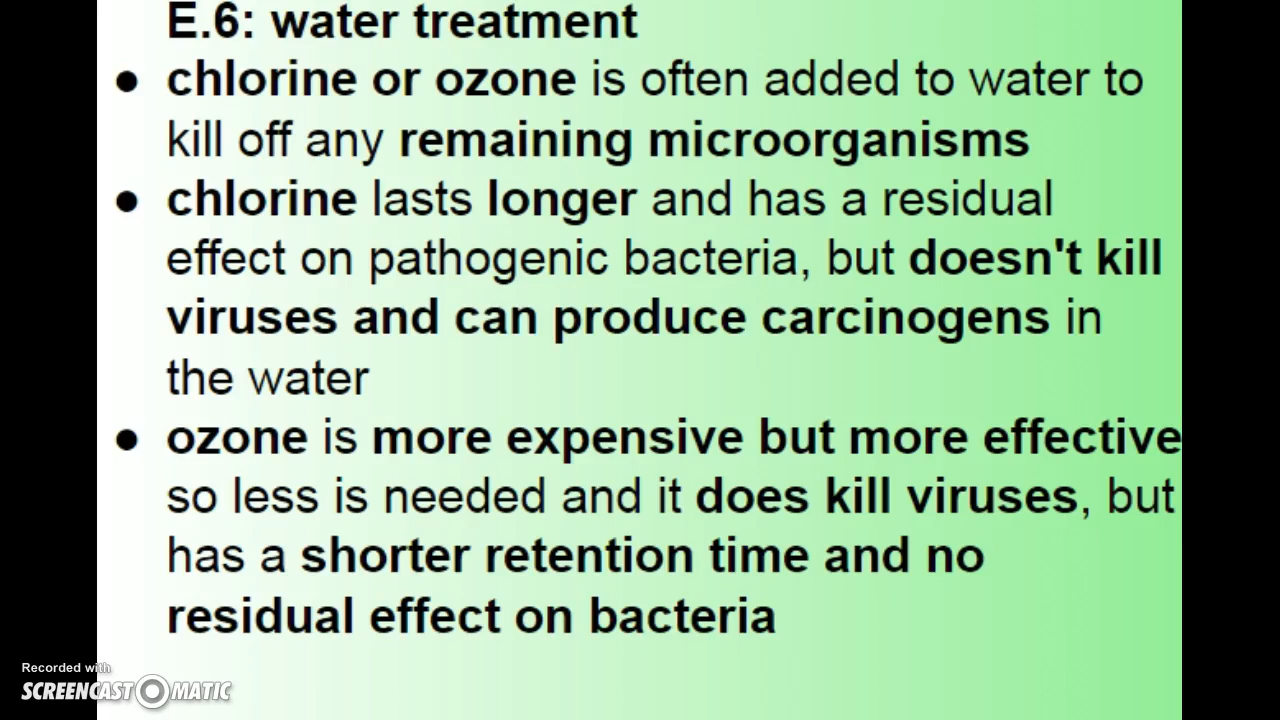 E.6: water treatment
● chlorine or ozone is often added to water to
kill off any remaining microorganisms
● chlorine lasts longer and has a residual
effect on pathogenic bacteria, but doesn't kill
viruses and can produce carcinogens in
the water
● ozone is more expensive but more effective
so less is needed and it does kill viruses, but
has a shorter retention time and no
residual effect on bacteria
Recorded with
SCREENCAST-O-MATIC